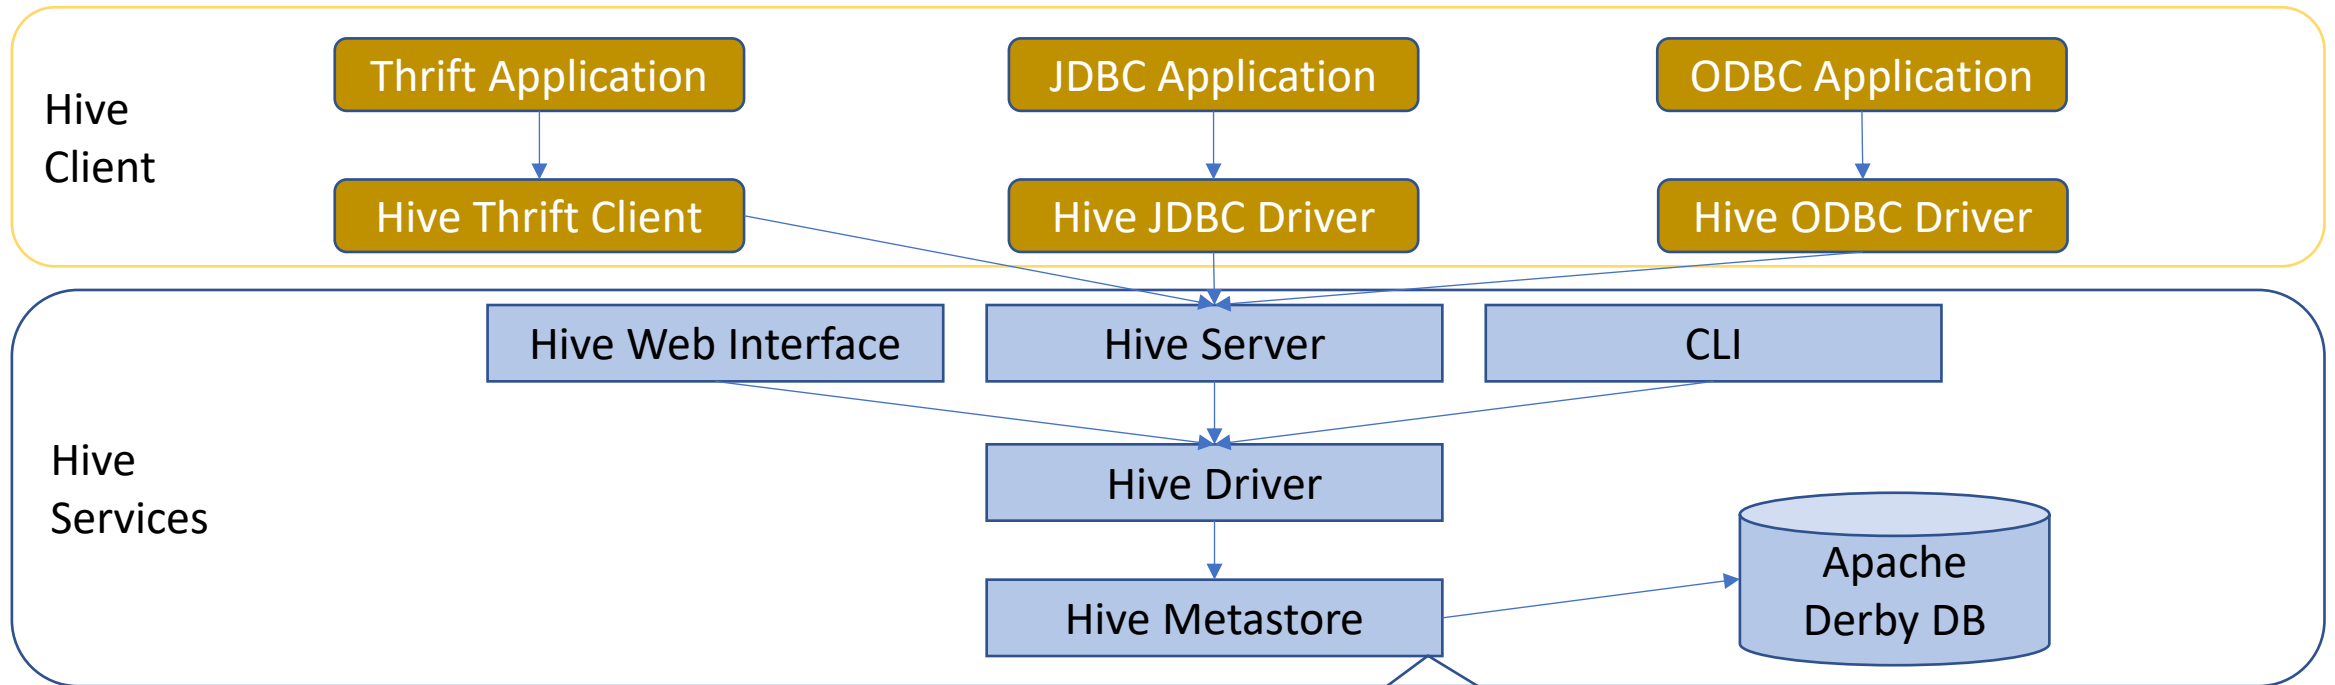 Thrift Application
JDBC Application
ODBC Application
Hive
Client
Hive Thrift Client
Hive JDBC Driver
Hive ODBC Driver
Hive Web Interface
Hive Server
CLI
Hive
Services
Hive Driver
Apache
Derby DB
Hive Metastore